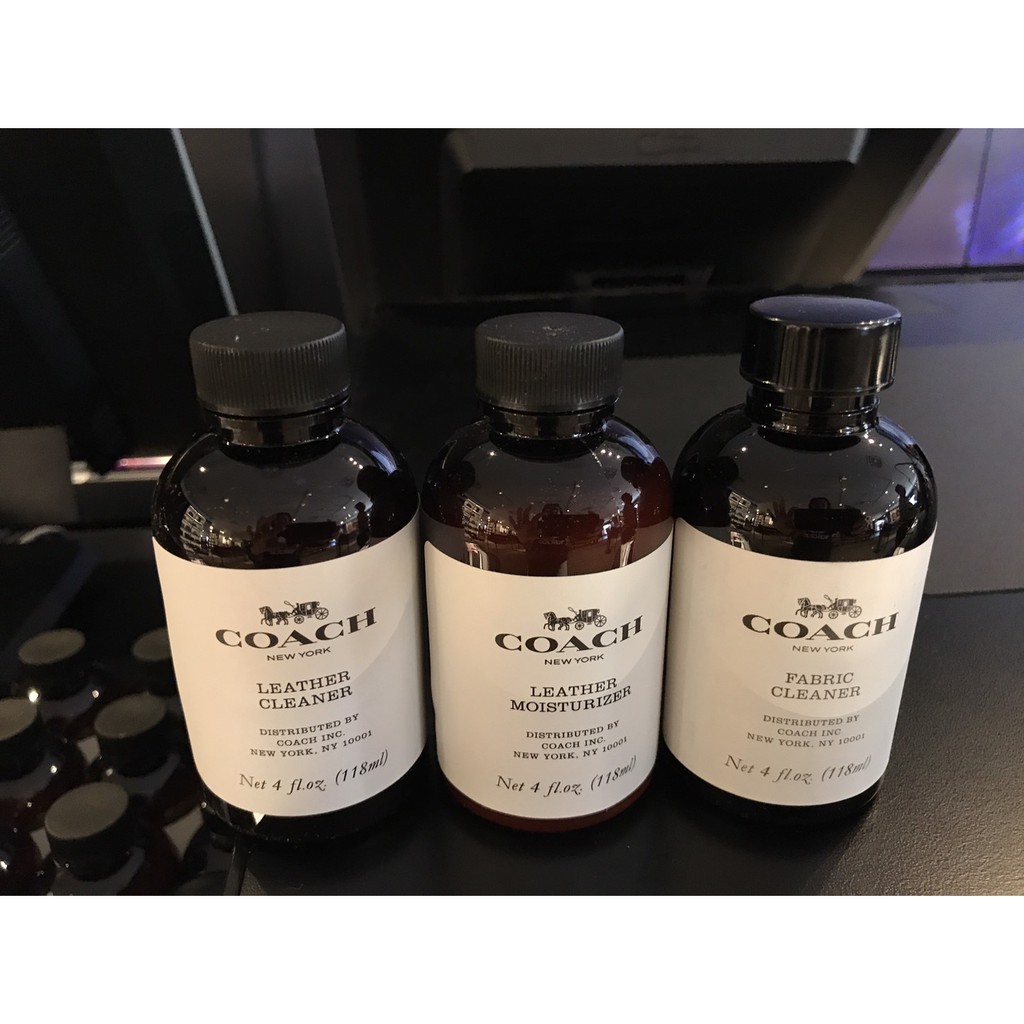 COACH
NEW YORK
LEATHER
CLEANER
DISTRIBUTED BY
COACH INC.
NEW YORK, NY 10001
Net 4 fl.oz. (118ml)
COACH
NEW YORK
LEATHER
MOISTURIZER
DISTRIBUTED BY
COACH INC.
NEW YORK, NY 10001
Net 4 fl.oz. (118ml)
COACH
NEW YORK
FABRIC
CLEANER
DISTRIBUTED BY
COACH INC.
NEW YORK, NY 10001
Net 4 fl.oz. (118ml)